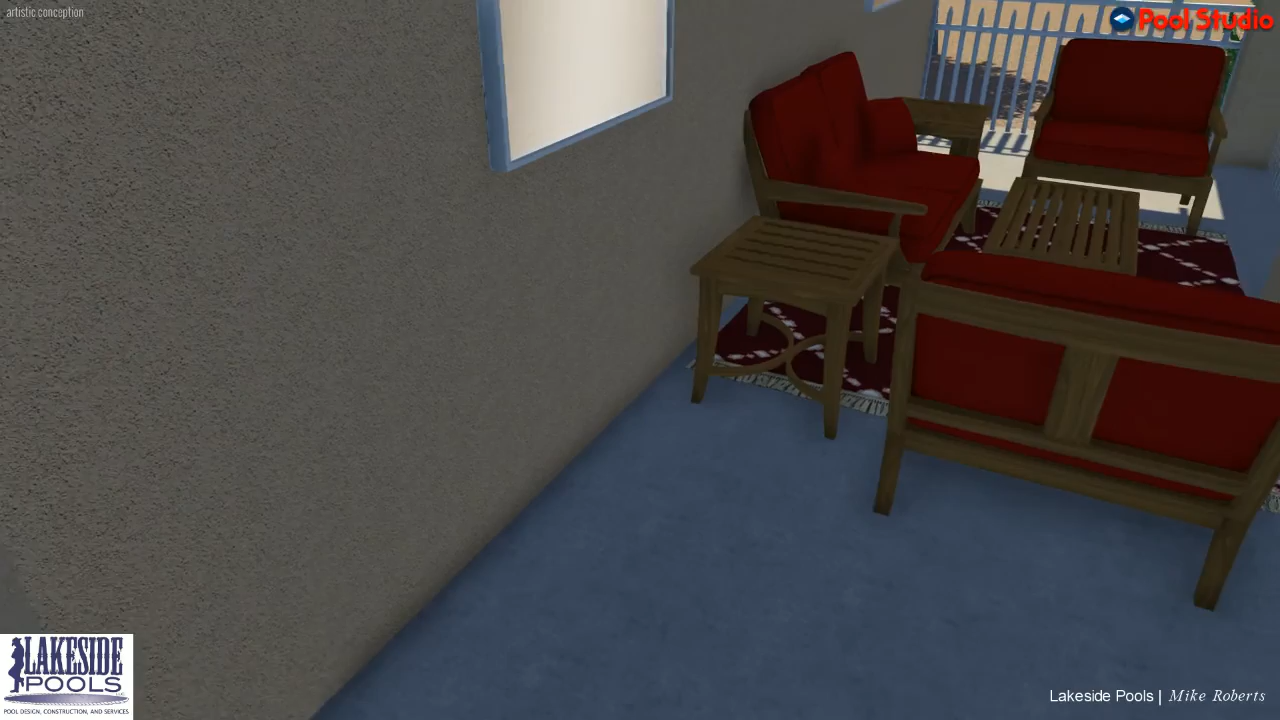 artistic conception
Pool Studio
LAKESIDE
POOLS
POOL DESIGN, CONSTRUCTION, AND SERVICES
Lakeside Pools | Mike Roberts